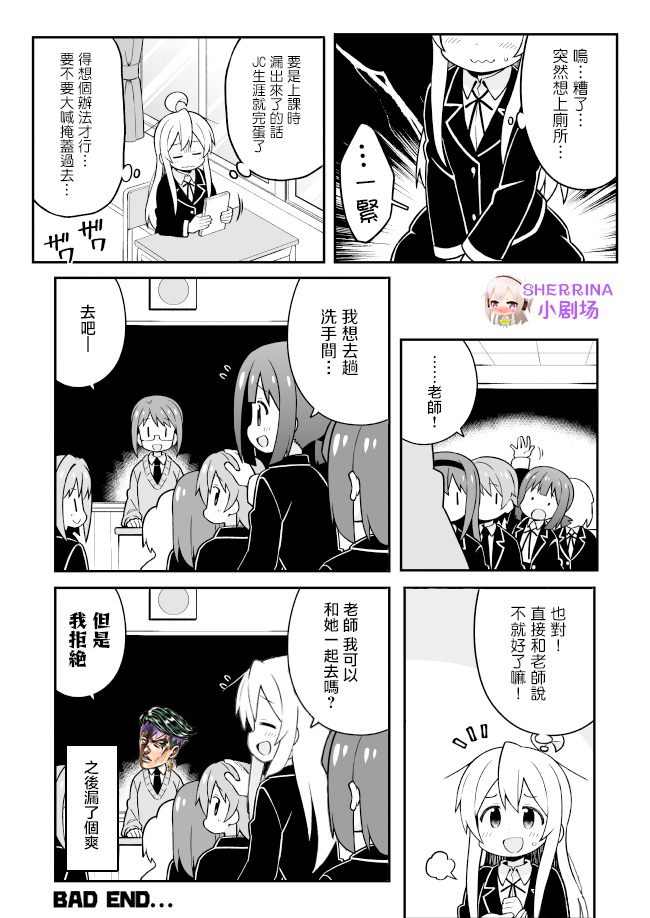 嗚⋯糟了⋯
突然想上廁所⋯
⋯一緊
要是上課時
漏出來了的話
JC生涯就完蛋了
得想個辦法才行⋯
要不要大喊掩蓋過去⋯
ザワ
ザワ
SHERRINA
小剧场
⋯⋯老師！
我想去趟
洗手間⋯
去吧—
也對！
直接和老師說
不就好了嘛！
老師 我可以
和她一起去嗎？
但是
我拒絶
之後漏了個爽
BAD END...